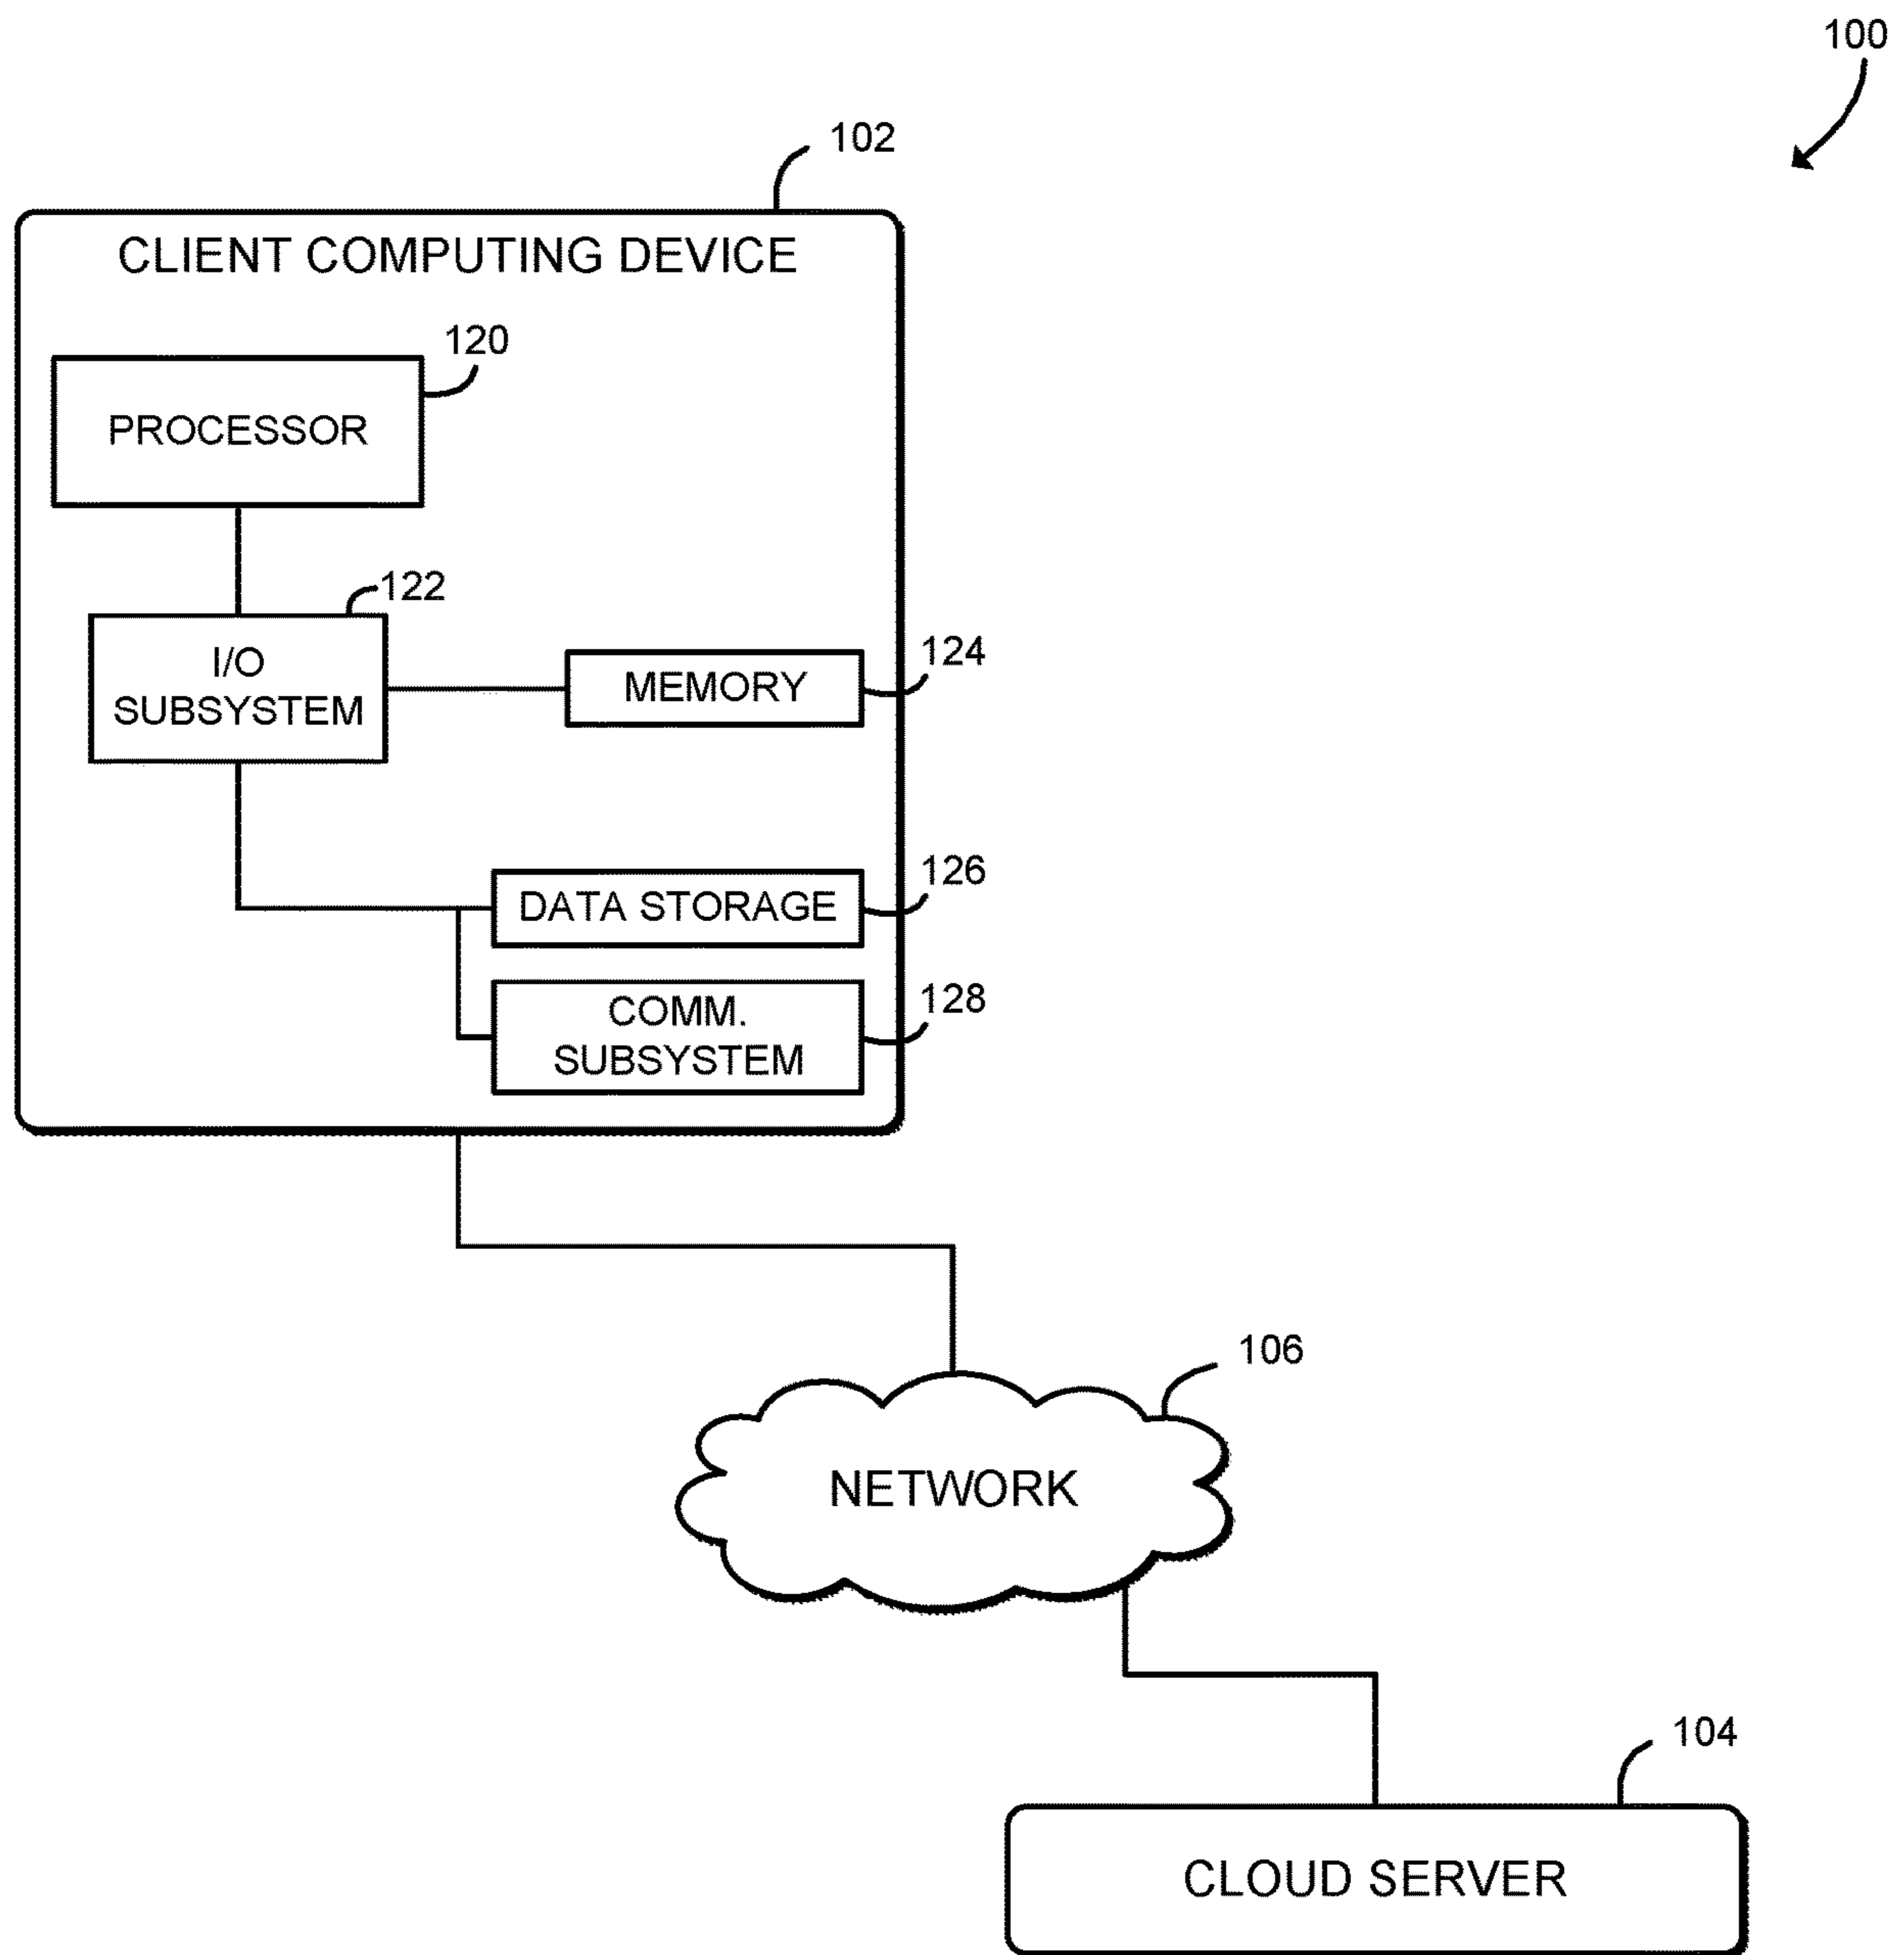 100
102
CLIENT COMPUTING DEVICE
120
PROCESSOR
122
I/O
SUBSYSTEM
124
MEMORY
126
DATA STORAGE
128
COMM.
SUBSYSTEM
106
NETWORK
104
CLOUD SERVER